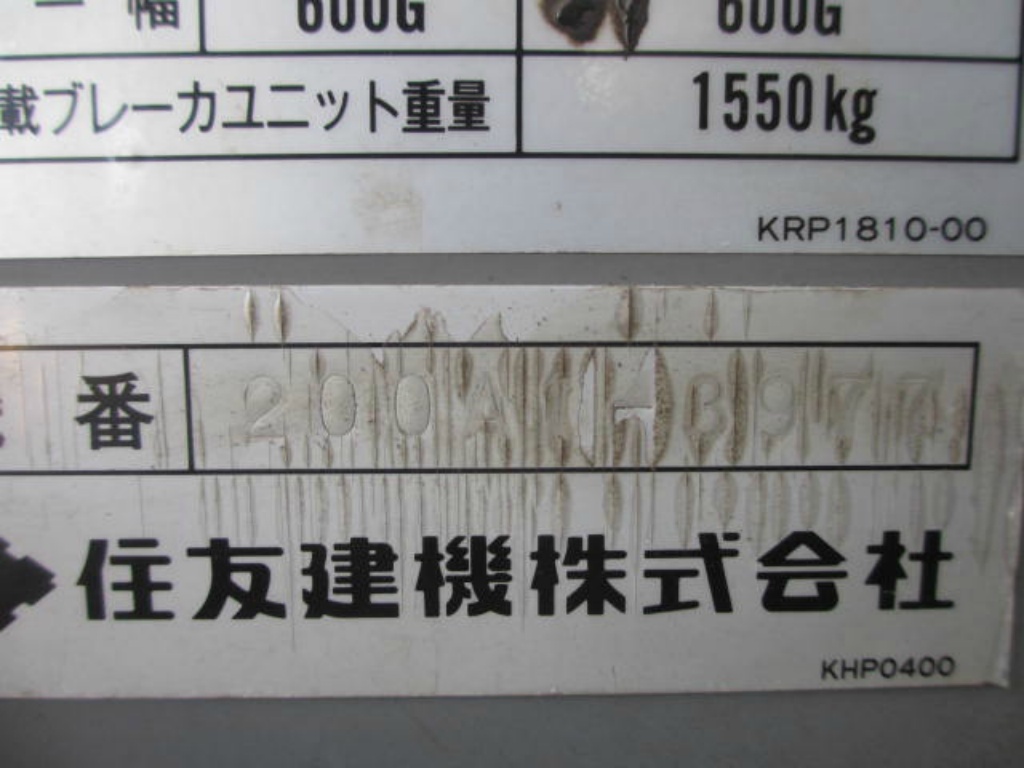 幅 600G 600G
載ブレーカユニット重量 1550kg
KRP1810-00
番
住友建機株式会社
KHP0400